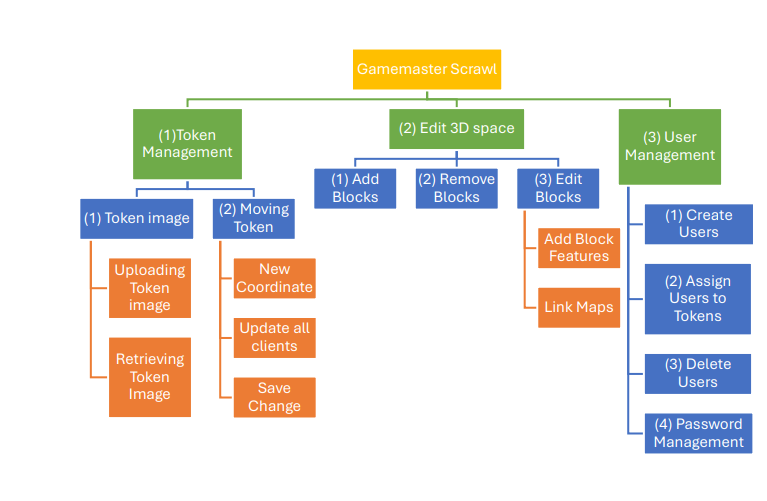 Gamemaster Scrawl
(1)Token
Management
(1) Token image
Uploading
Token
image
Retrieving
Token
Image
(2) Moving
Token
New
Coordinate
Update all
clients
Save
Change
(2) Edit 3D space
(1) Add
Blocks
(2) Remove
Blocks
(3) Edit
Blocks
Add Block
Features
Link Maps
(3) User
Management
(1) Create
Users
(2) Assign
Users to
Tokens
(3) Delete
Users
(4) Password
Management